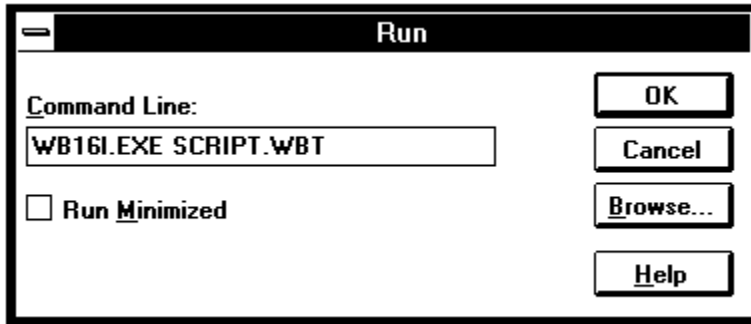 Run
Command Line:
WB16I.EXE SCRIPT.WBT
Run Minimized
OK
Cancel
Browse...
Help